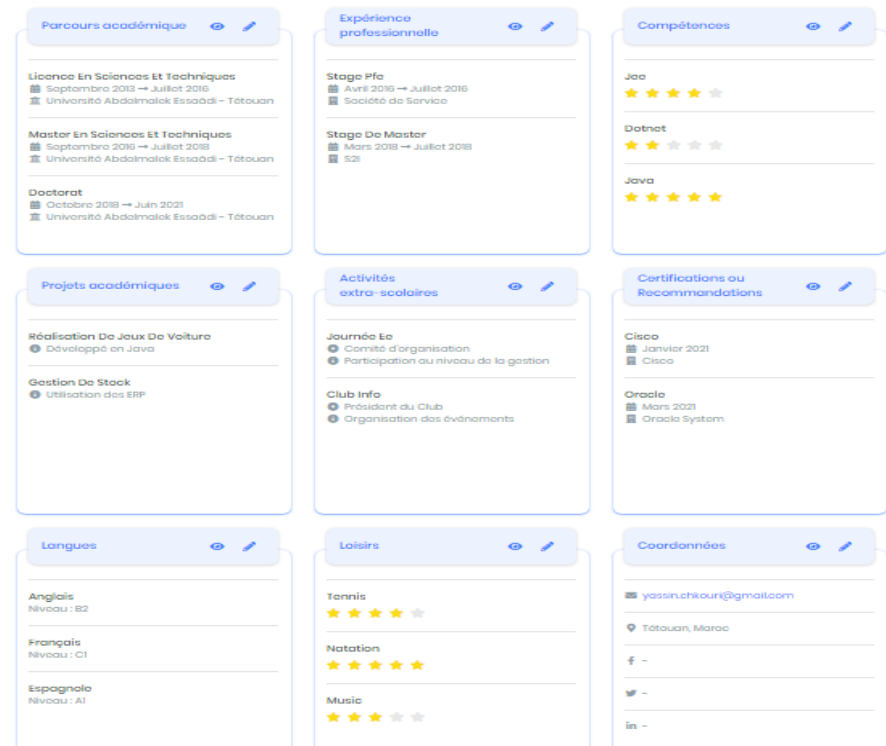 Parcours académique
Licence En Sciences Et Techniques
Septembre 2013 → Juillet 2016
Université Abdelmalek Essaâdi - Tétouan
Master En Sciences Et Techniques
Septembre 2016 → Juillet 2018
Université Abdelmalek Essaâdi - Tétouan
Doctorat
Octobre 2018 → Juin 2021
Université Abdelmalek Essaâdi - Tétouan
Expérience
professionnelle
Stage Pfe
Avril 2016 → Juillet 2016
Société de Service
Stage De Master
Mars 2018 → Juillet 2018
S2I
Compétences
Jee
Dotnet
Java
Projets académiques
Réalisation De Jeux De Voiture
Développé en Java
Gestion De Stock
Utilisation des ERP
Activités
extra-scolaires
Journée Ee
Comité d'organisation
Participation au niveau de la gestion
Club Info
Président du Club
Organisation des événements
Certifications ou
Recommandations
Cisco
Janvier 2021
Cisco
Oracle
Mars 2021
Oracle System
Langues
Anglais
Niveau : B2
Français
Niveau : C1
Espagnole
Niveau : A1
Loisirs
Tennis
Natation
Music
Coordonnées
yassin.chkouri@gmail.com
Tétouan, Maroc
-
-
in -